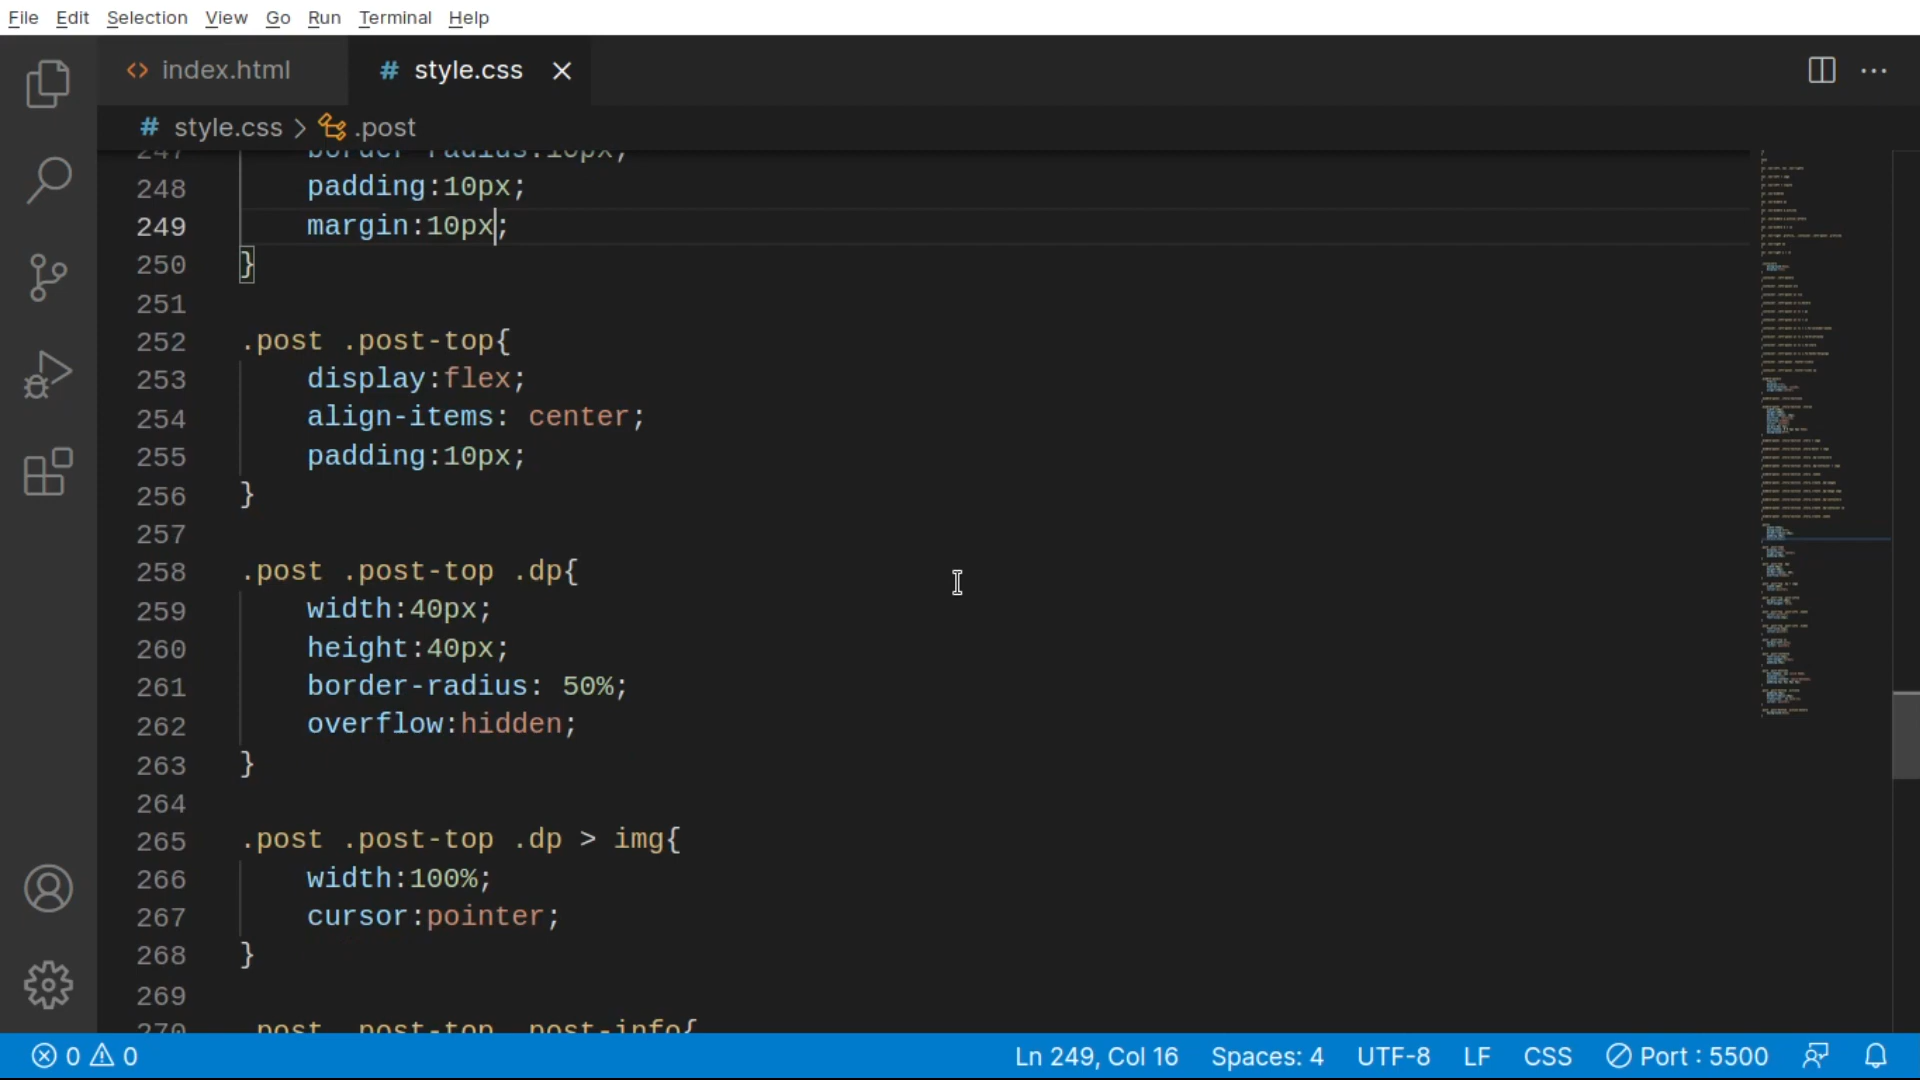 File Edit Selection View Go Run Terminal Help
<> index.html # style.css ×
# style.css > .post
247 border-radius:10px;
248 padding:10px;
249 margin:10px;
250 }
251
252 .post .post-top{
253 display:flex;
254 align-items: center;
255 padding:10px;
256 }
257
258 .post .post-top .dp{
259 width:40px;
260 height:40px;
261 border-radius: 50%;
262 overflow:hidden;
263 }
264
265 .post .post-top .dp > img{
266 width:100%;
267 cursor:pointer;
268 }
269
270 .post .post-top .post-info{
0 0 Ln 249, Col 16 Spaces: 4 UTF-8 LF CSS Port : 5500